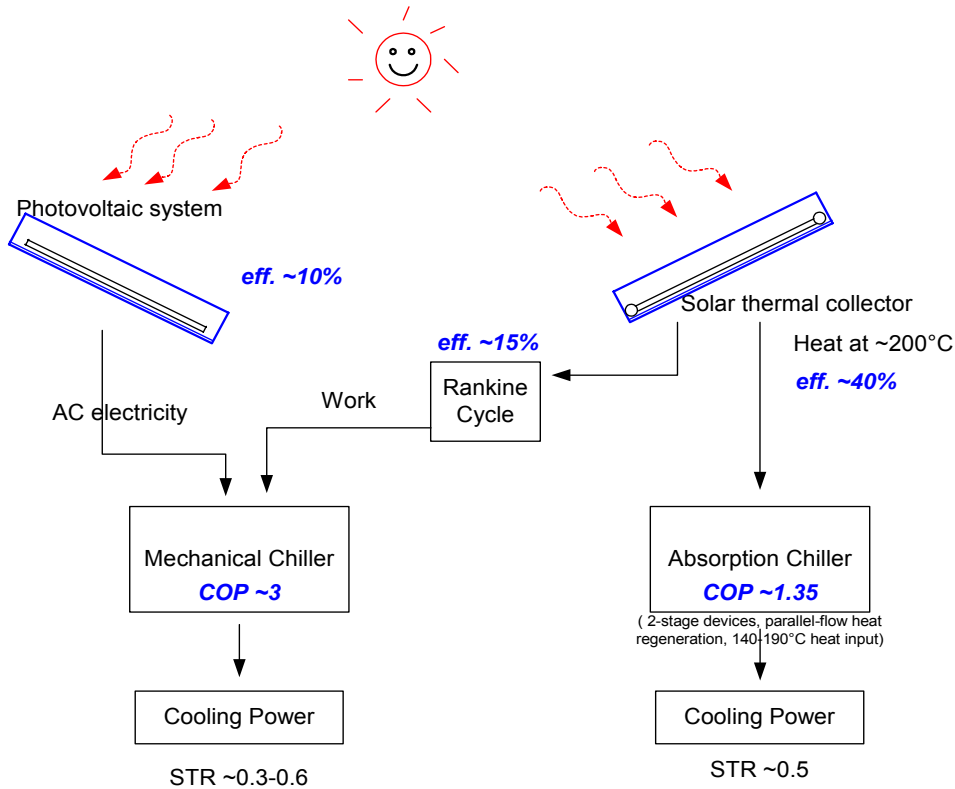 Photovoltaic system
eff. ~10%
Solar thermal collector
Heat at ~200°C
eff. ~40%
eff. ~15%
Rankine
Cycle
Work
AC electricity
Mechanical Chiller
COP ~3
Absorption Chiller
COP ~1.35
( 2-stage devices, parallel-flow heat
regeneration, 140-190°C heat input)
Cooling Power
Cooling Power
STR ~0.3-0.6
STR ~0.5